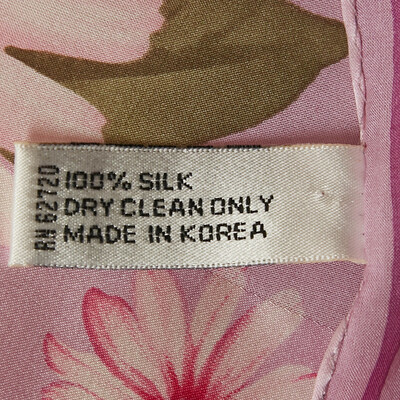 RN 62720
100% SILK
DRY CLEAN ONLY
MADE IN KOREA